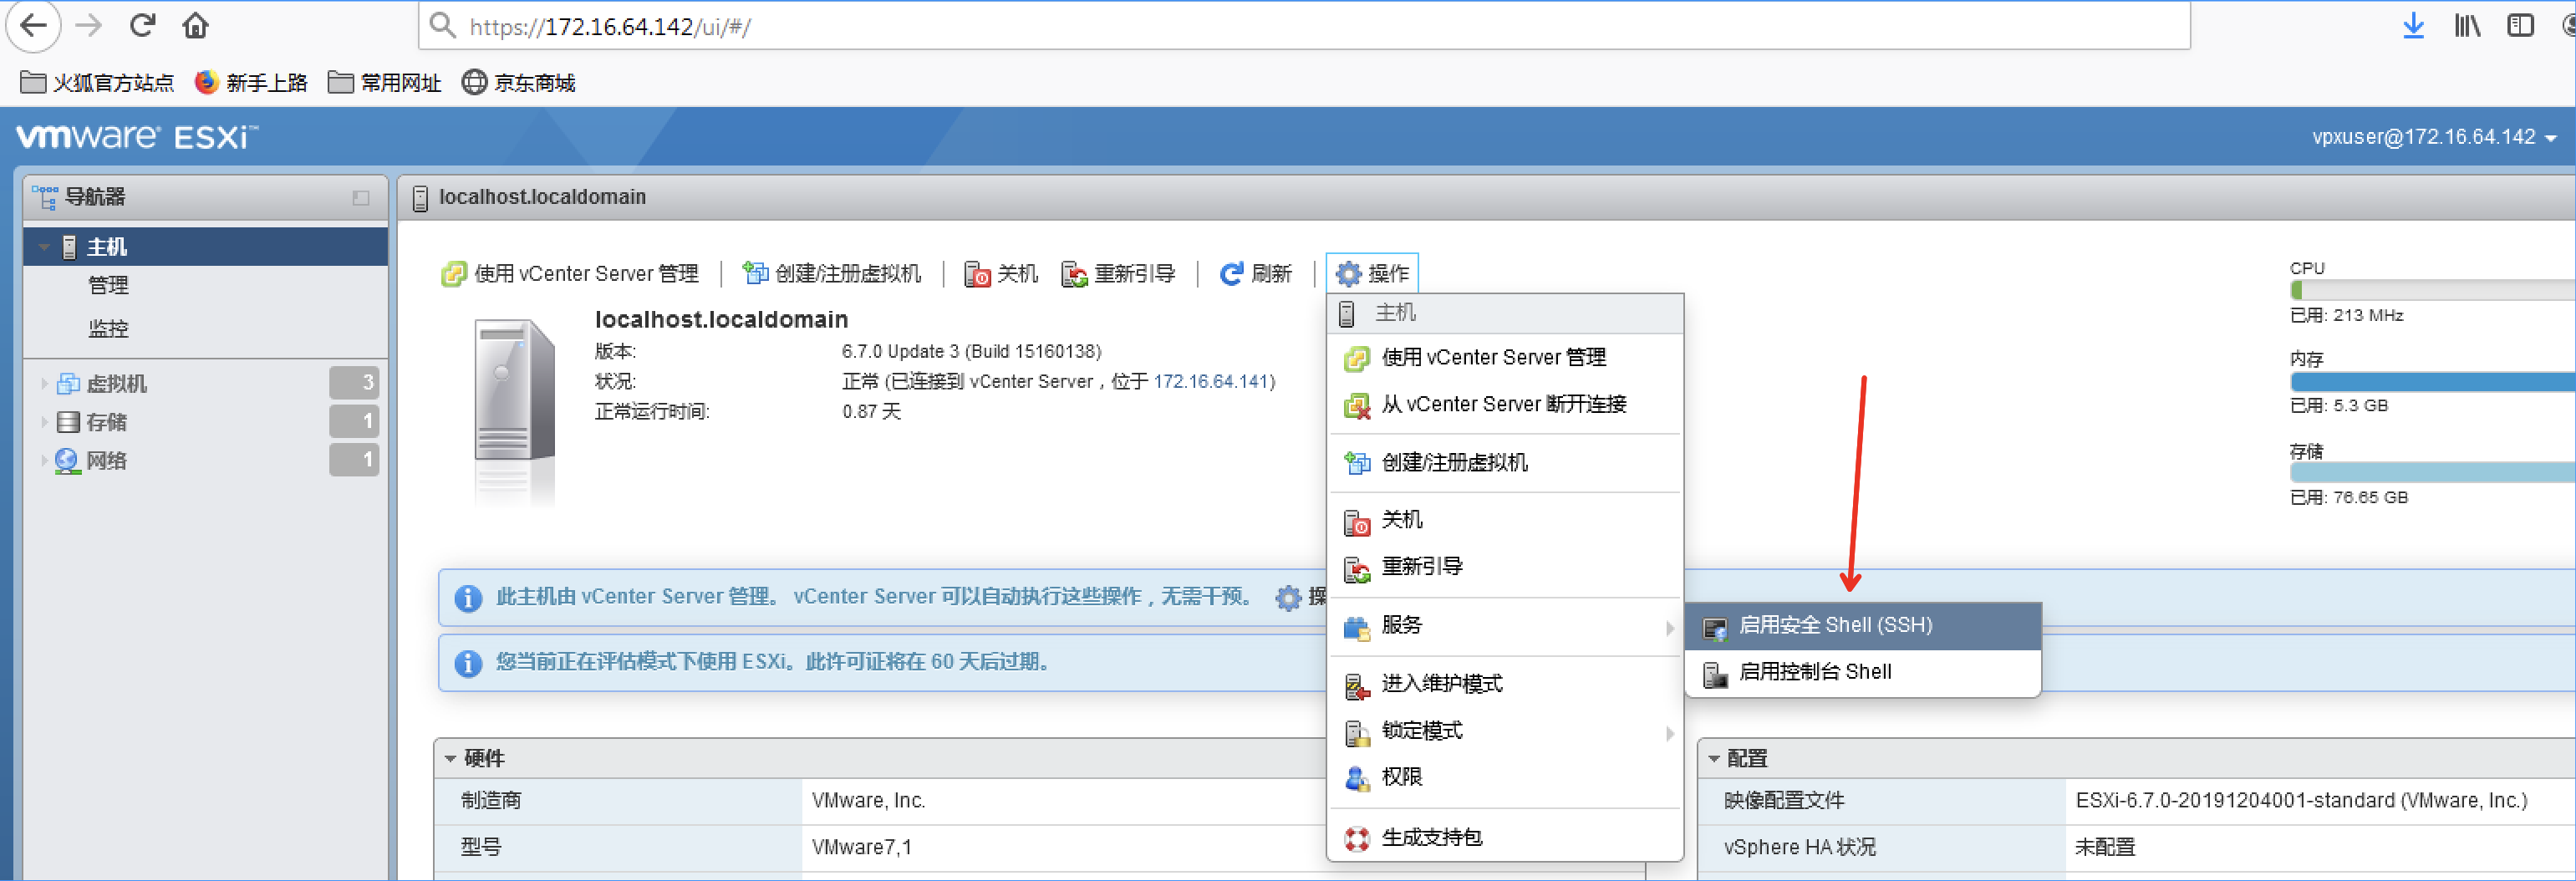 https://172.16.64.142/ui/#/
火狐官方站点 新手上路 常用网址 京东商城
vmware® ESXi™
vpxuser@172.16.64.142
导航器
主机
管理
监控
虚拟机 3
存储 1
网络 1
localhost.localdomain
使用 vCenter Server 管理 创建/注册虚拟机 关机 重新引导 刷新 操作
localhost.localdomain
版本: 6.7.0 Update 3 (Build 15160138)
状况: 正常 (已连接到 vCenter Server，位于 172.16.64.141)
正常运行时间: 0.87 天
主机
使用 vCenter Server 管理
从 vCenter Server 断开连接
创建/注册虚拟机
关机
重新引导
服务
进入维护模式
锁定模式
权限
生成支持包
启用安全 Shell (SSH)
启用控制台 Shell
CPU
已用: 213 MHz
内存
已用: 5.3 GB
存储
已用: 76.65 GB
此主机由 vCenter Server 管理。 vCenter Server 可以自动执行这些操作，无需干预。 操
您当前正在评估模式下使用 ESXi。此许可证将在 60 天后过期。
硬件
制造商 VMware, Inc.
型号 VMware7,1
配置
映像配置文件 ESXi-6.7.0-20191204001-standard (VMware, Inc.)
vSphere HA 状况 未配置